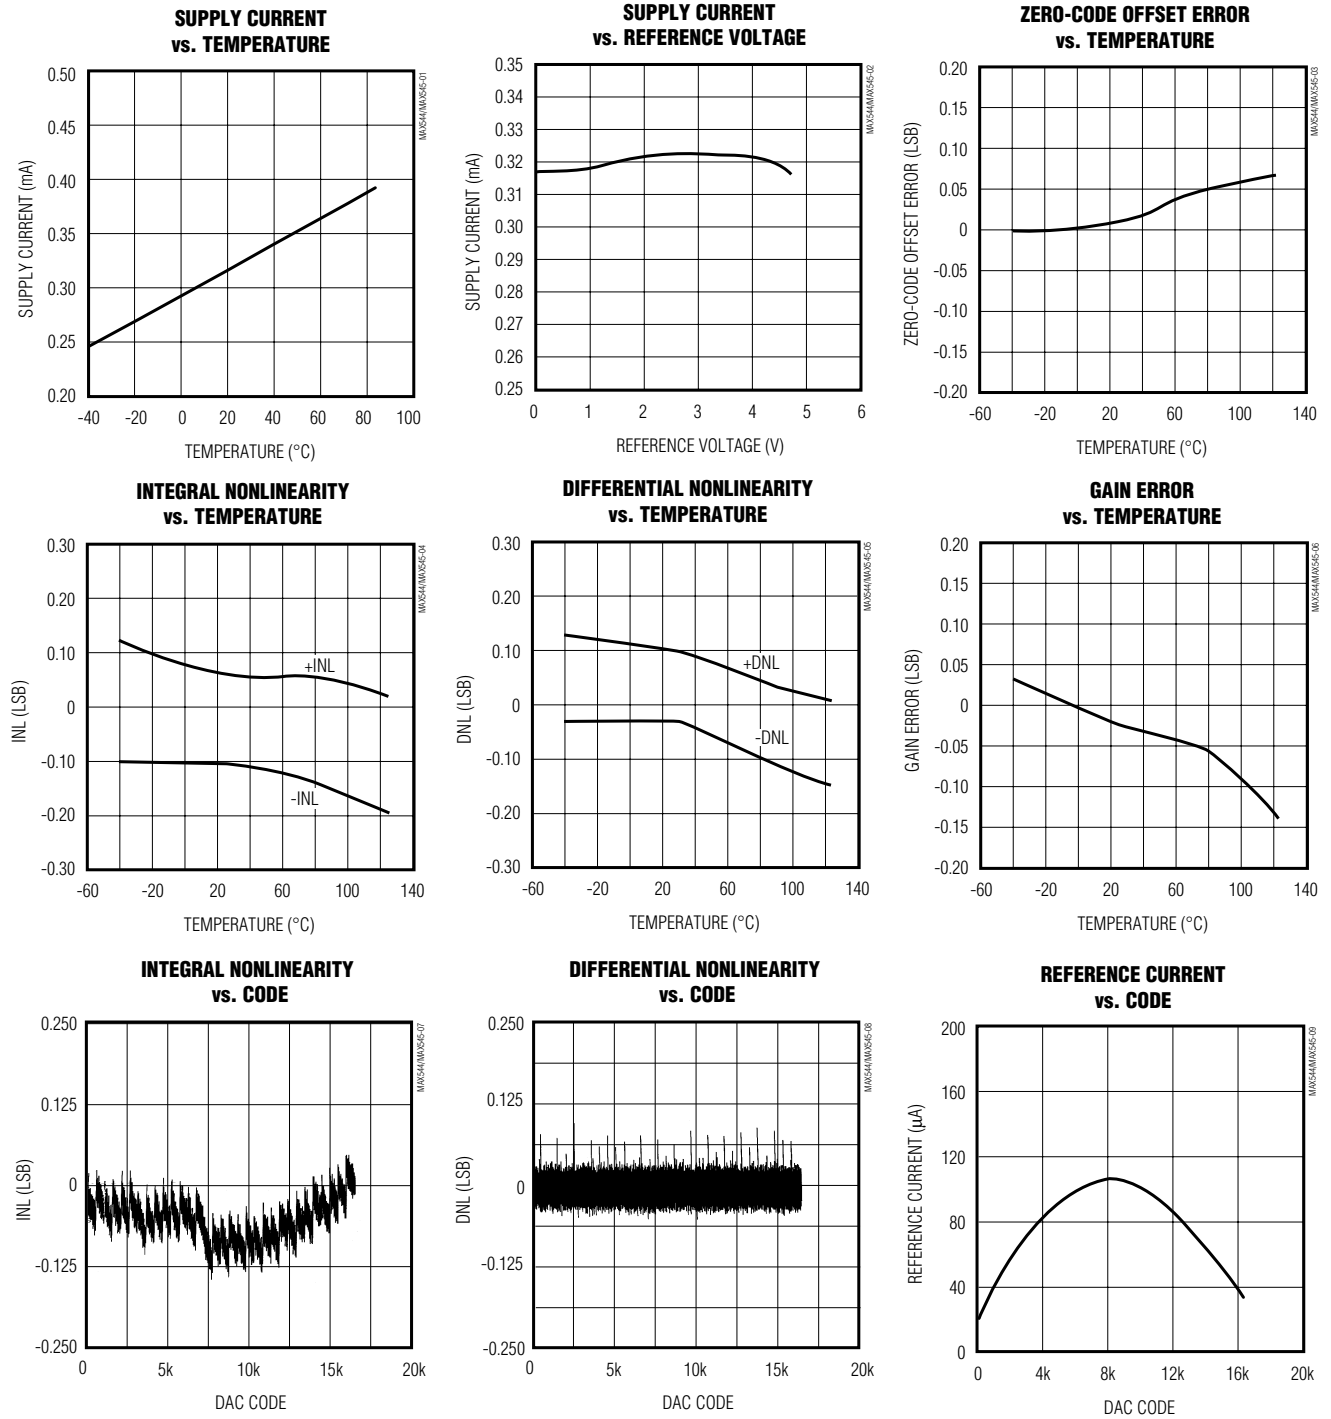 SUPPLY CURRENT
vs. TEMPERATURE
0.50
0.45
0.40
0.35
0.30
0.25
0.20
SUPPLY CURRENT (mA)
-40 -20 0 20 40 60 80 100
TEMPERATURE (°C)
MAX544/MAX545-01
SUPPLY CURRENT
vs. REFERENCE VOLTAGE
0.35
0.34
0.33
0.32
0.31
0.30
0.29
0.28
0.27
0.26
0.25
SUPPLY CURRENT (mA)
0 1 2 3 4 5 6
REFERENCE VOLTAGE (V)
MAX544/MAX545-02
ZERO-CODE OFFSET ERROR
vs. TEMPERATURE
0.20
0.15
0.10
0.05
0
-0.05
-0.10
-0.15
-0.20
ZERO-CODE OFFSET ERROR (LSB)
-60 -20 20 60 100 140
TEMPERATURE (°C)
MAX544/MAX545-03
INTEGRAL NONLINEARITY
vs. TEMPERATURE
0.30
0.20
0.10
0
-0.10
-0.20
-0.30
INL (LSB)
+INL
-INL
-60 -20 20 60 100 140
TEMPERATURE (°C)
MAX544/MAX545-04
DIFFERENTIAL NONLINEARITY
vs. TEMPERATURE
0.30
0.20
0.10
0
-0.10
-0.20
-0.30
DNL (LSB)
+DNL
-DNL
-60 -20 20 60 100 140
TEMPERATURE (°C)
MAX544/MAX545-05
GAIN ERROR
vs. TEMPERATURE
0.20
0.15
0.10
0.05
0
-0.05
-0.10
-0.15
-0.20
GAIN ERROR (LSB)
-60 -20 20 60 100 140
TEMPERATURE (°C)
MAX544/MAX545-06
INTEGRAL NONLINEARITY
vs. CODE
0.250
0.125
0
-0.125
-0.250
INL (LSB)
0 5k 10k 15k 20k
DAC CODE
MAX544/MAX545-07
DIFFERENTIAL NONLINEARITY
vs. CODE
0.250
0.125
0
-0.125
-0.250
DNL (LSB)
0 5k 10k 15k 20k
DAC CODE
MAX544/MAX545-08
REFERENCE CURRENT
vs. CODE
200
160
120
80
40
0
REFERENCE CURRENT (µA)
0 4k 8k 12k 16k 20k
DAC CODE
MAX544/MAX545-09